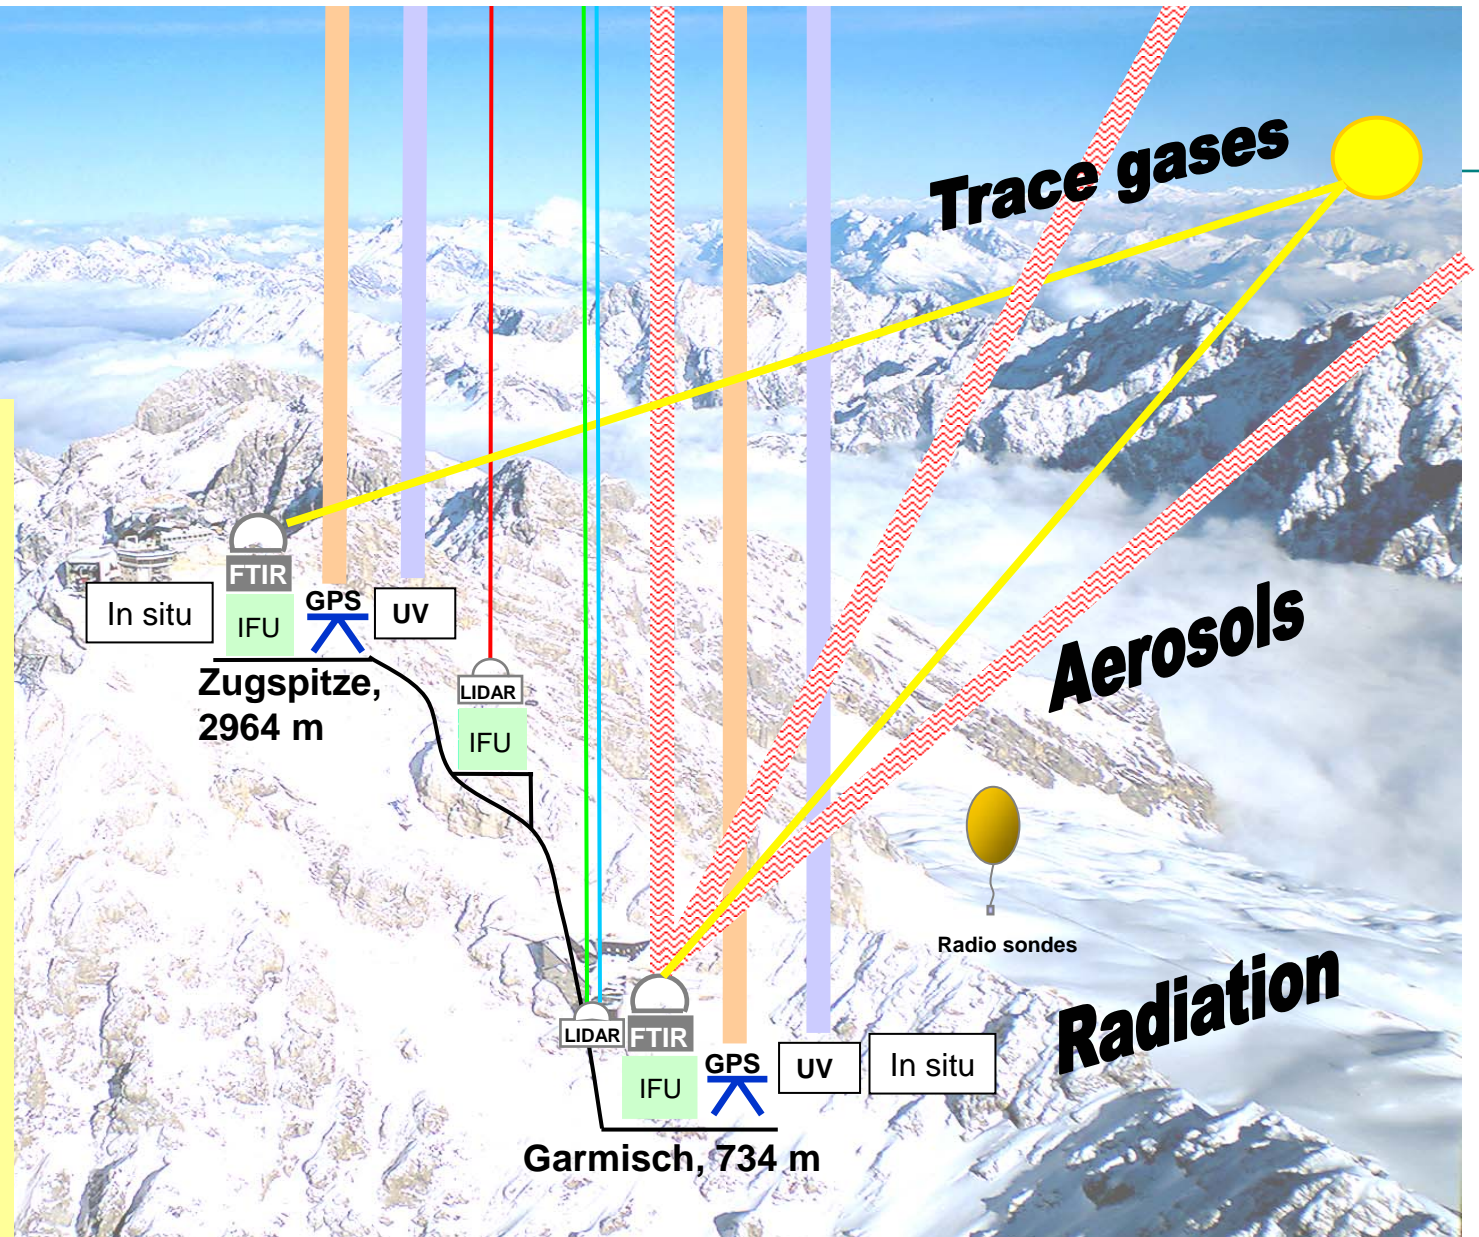 Trace gases
FTIR
In situ
IFU
GPS
UV
Zugspitze,
2964 m
LIDAR
IFU
Aerosols
Radio sondes
Radiation
LIDAR
FTIR
IFU
GPS
UV
In situ
Garmisch, 734 m